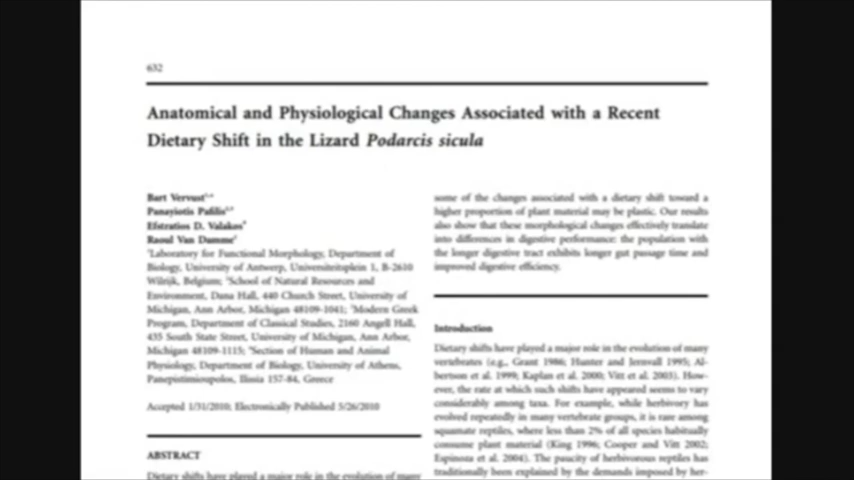 632
Anatomical and Physiological Changes Associated with a Recent
Dietary Shift in the Lizard Podarcis sicula
Bart Vervust
Panayiotis Pafilis
Efstratios D. Valakos
Raoul Van Damme
Laboratory for Functional Morphology, Department of
Biology, University of Antwerp, Universiteitsplein 1, B-2610
Wilrijk, Belgium; School of Natural Resources and
Environment, Dana Hall, 440 Church Street, University of
Michigan, Ann Arbor, Michigan 48109-1041; Modern Greek
Program, Department of Classical Studies, 2160 Angell Hall,
435 South State Street, University of Michigan, Ann Arbor,
Michigan 48109-1115; Section of Human and Animal
Physiology, Department of Biology, University of Athens,
Panepistimioupolos, Ilissia 157-84, Greece
Accepted 1/31/2010; Electronically Published 5/26/2010
ABSTRACT
Dietary shifts have played a major role in the evolution of many
some of the changes associated with a dietary shift toward a
higher proportion of plant material may be plastic. Our results
also show that these morphological changes effectively translate
into differences in digestive performance: the population with
the longer digestive tract exhibits longer gut passage time and
improved digestive efficiency.
Introduction
Dietary shifts have played a major role in the evolution of many
vertebrates (e.g., Grant 1986; Hunter and Jernvall 1995; Al-
bertson et al. 1999; Kaplan et al. 2000; Vitt et al. 2003). How-
ever, the rate at which such shifts have appeared seems to vary
considerably among taxa. For example, while herbivory has
evolved repeatedly in many vertebrate groups, it is rare among
squamate reptiles, where less than 2% of all species habitually
consume plant material (King 1996; Cooper and Vitt 2002;
Espinoza et al. 2004). The paucity of herbivorous reptiles has
traditionally been explained by the demands imposed by her-